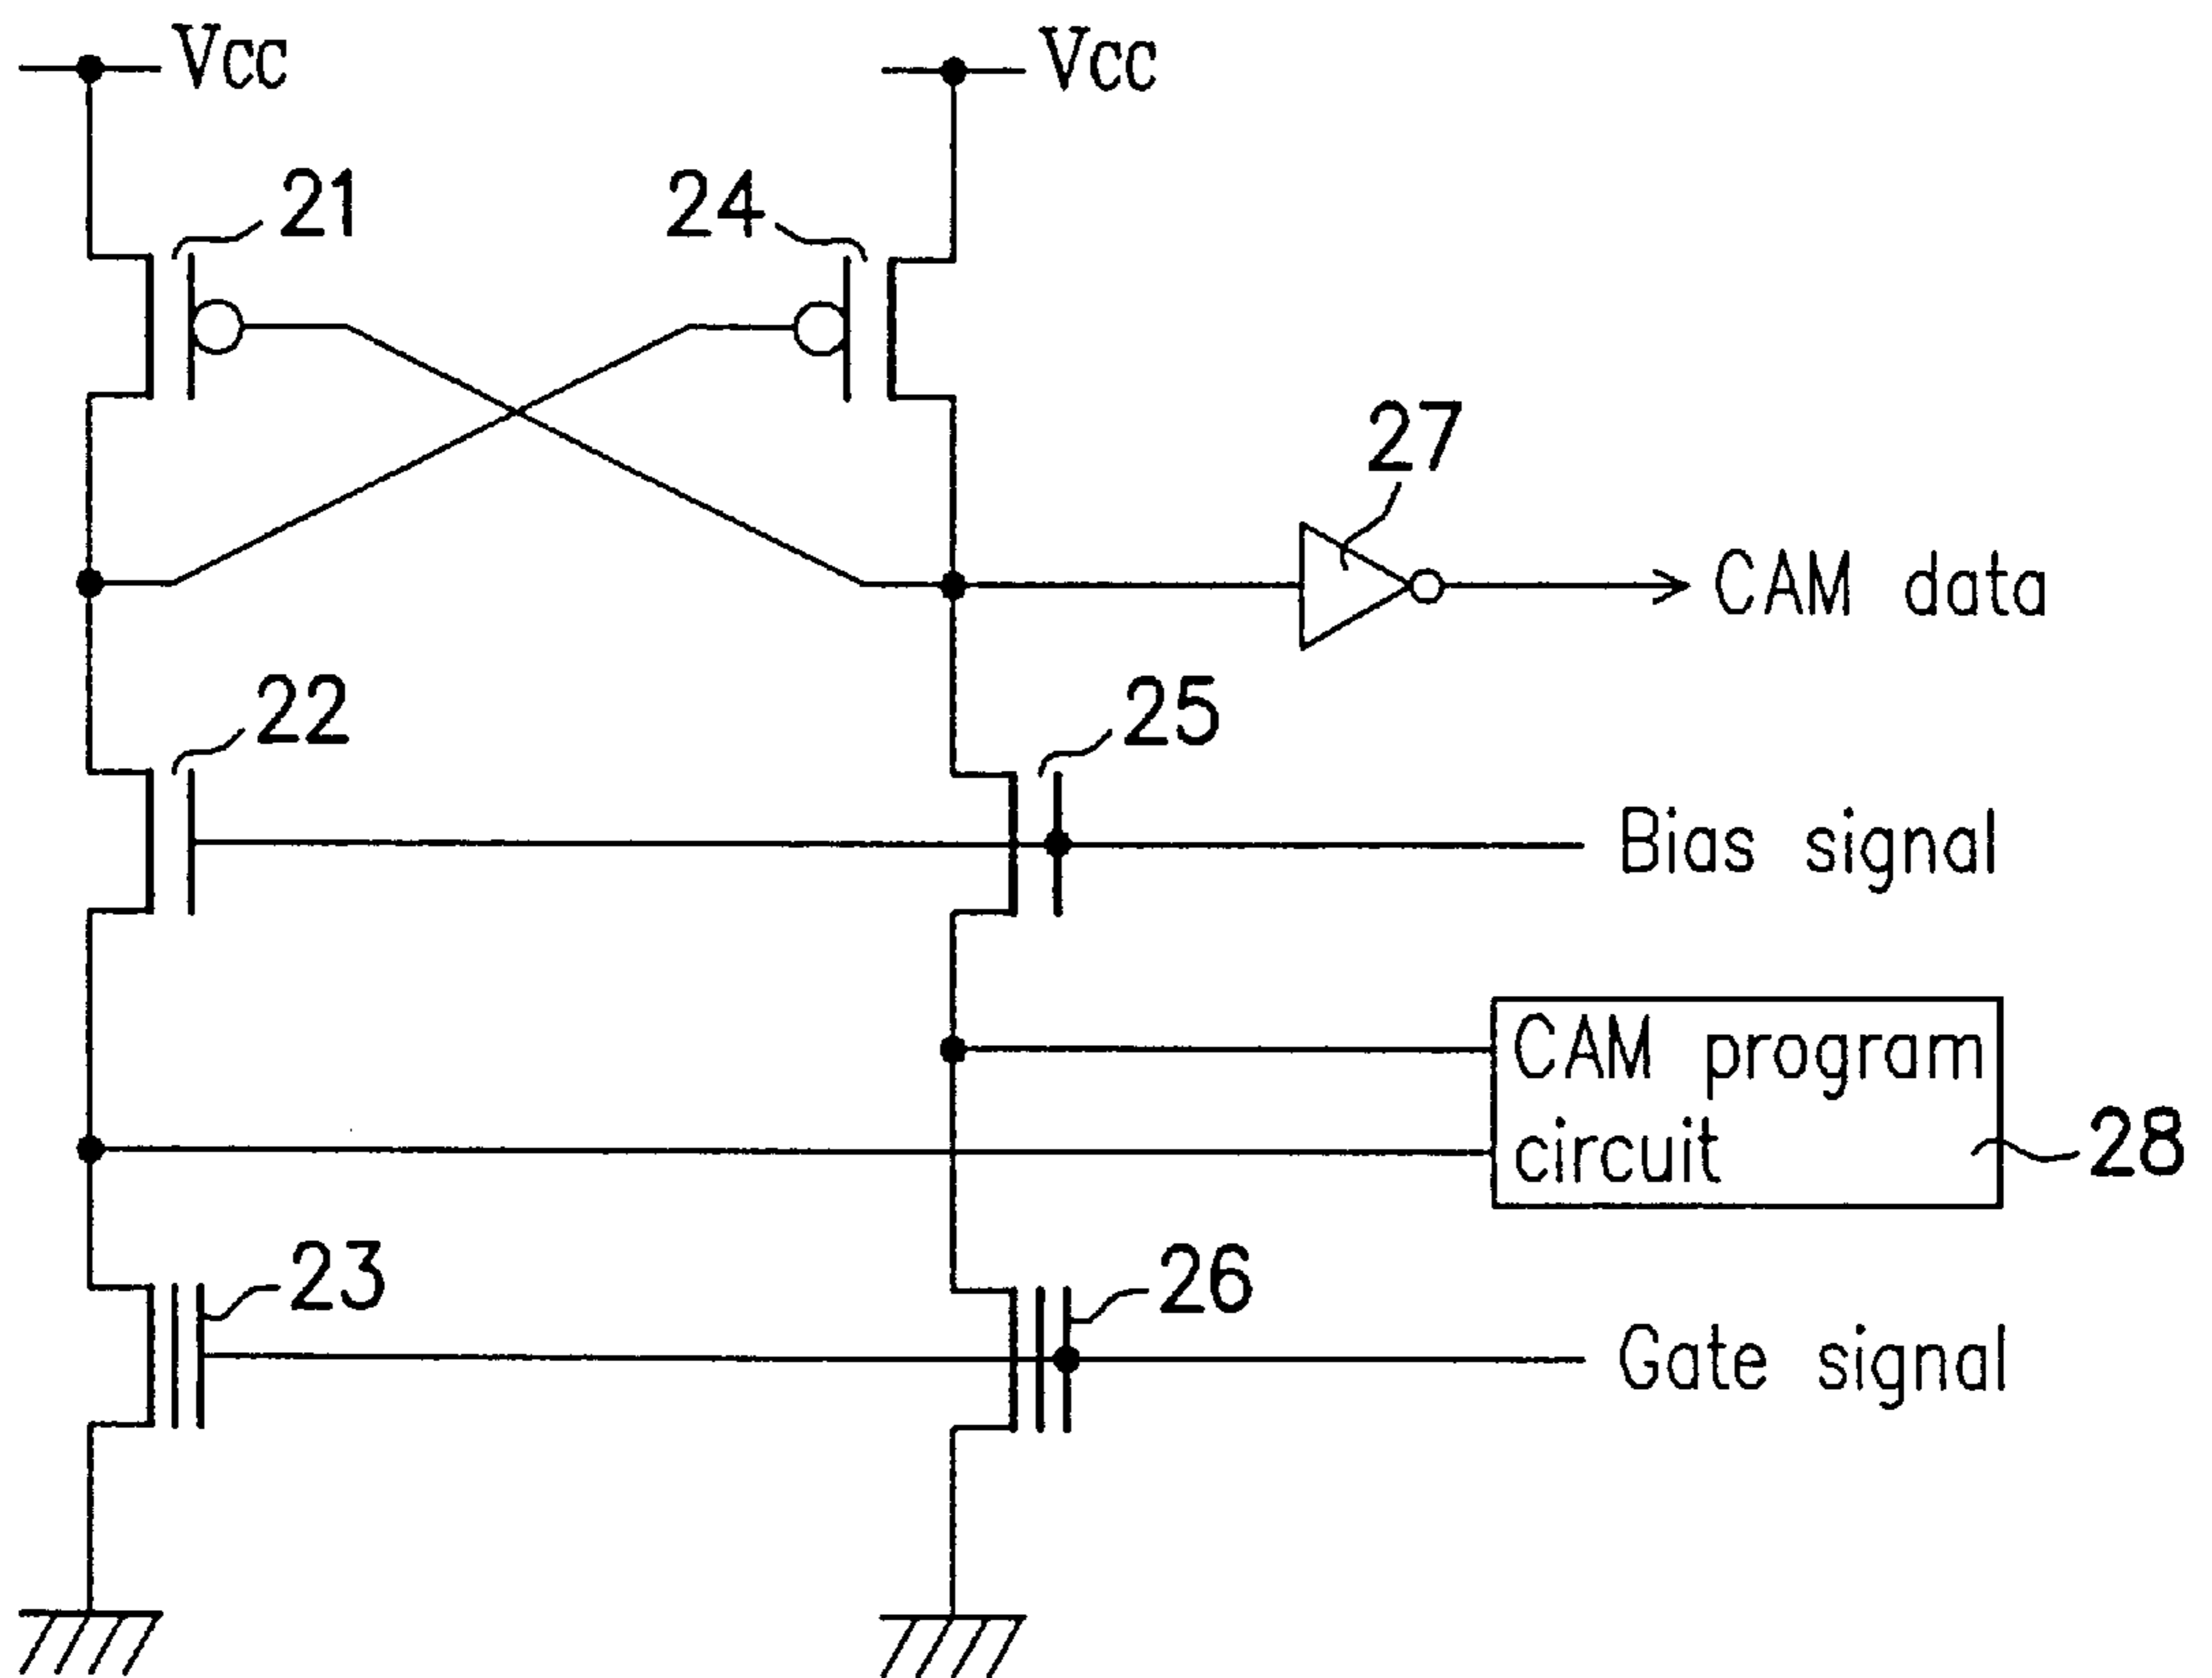 Vcc
Vcc
21
24
27
CAM data
22
25
Bias signal
CAM program
circuit
28
23
26
Gate signal